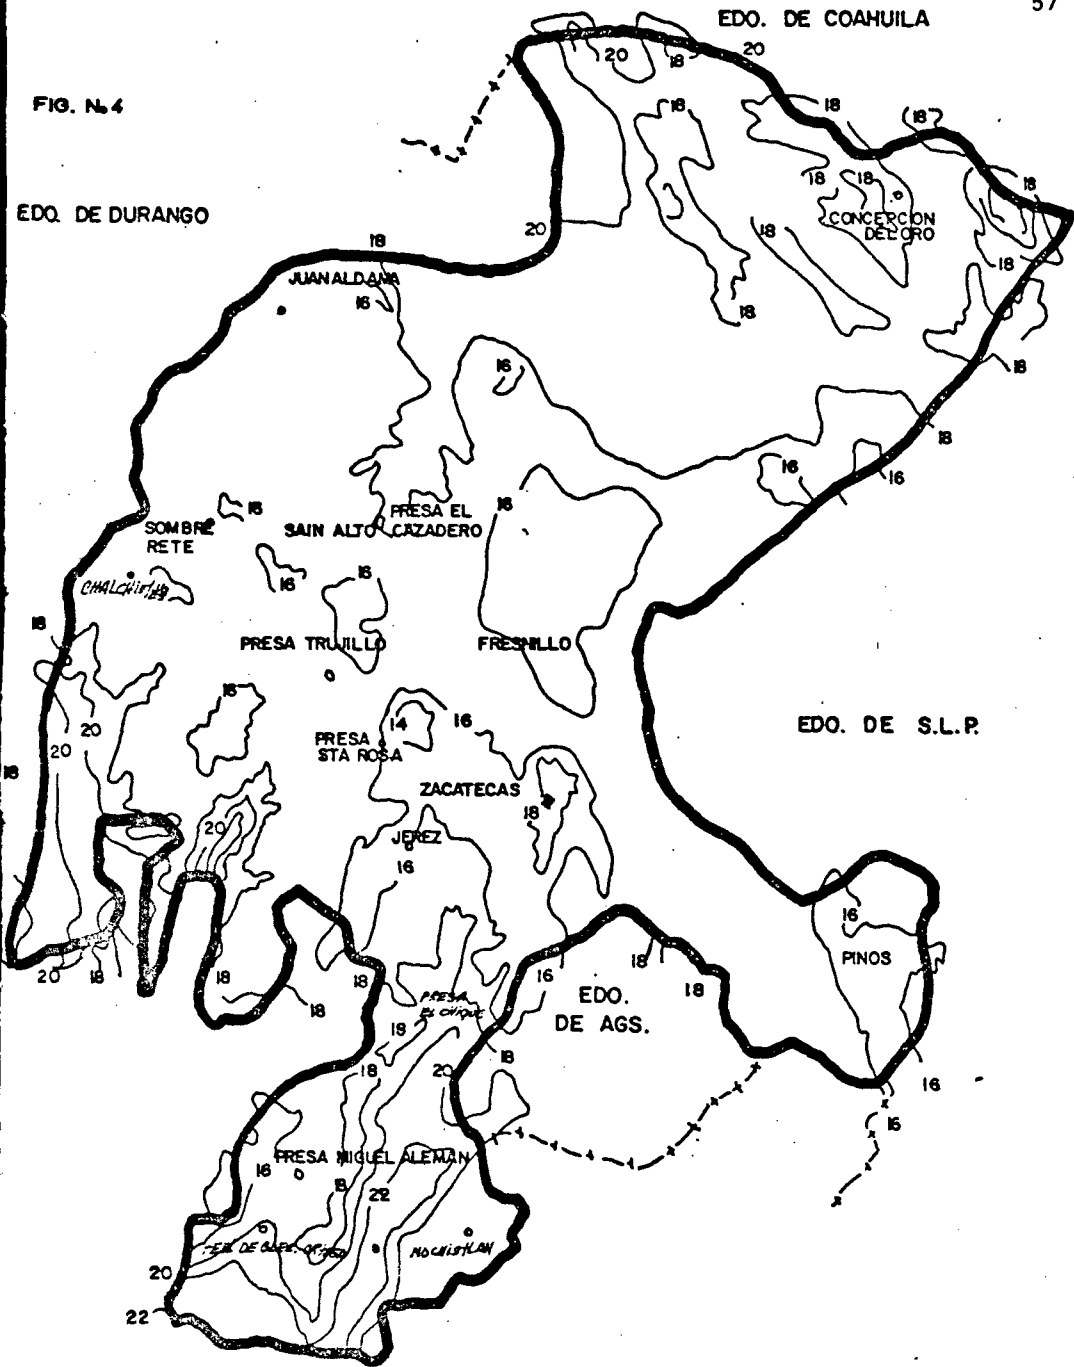 57
EDO. DE COAHUILA
20
20
18
FIG. No 4
18
18
18
18
18
18
EDO. DE DURANGO
CONCEPCION
DEL ORO
20
18
18
18
JUAN ALDAMA
16
18
18
16
18
16
16
16
16
PRESA EL
CAZADERO
SOMBRE
RETE
SAIN ALTO
16
16
CHALCHIHUITES
18
PRESA TRUJILLO
FRESNILLO
16
20
20
14
16
EDO. DE S.L.P.
PRESA
STA ROSA
18
ZACATECAS
18
20
JEREZ
16
16
PINOS
20
18
18
18
16
18
18
EDO.
DE AGS.
PRESA
EL CHIQUE
18
18
18
18
20
16
16
PRESA MIGUEL ALEMAN
16
18
22
MOCHISTLAN
20
22